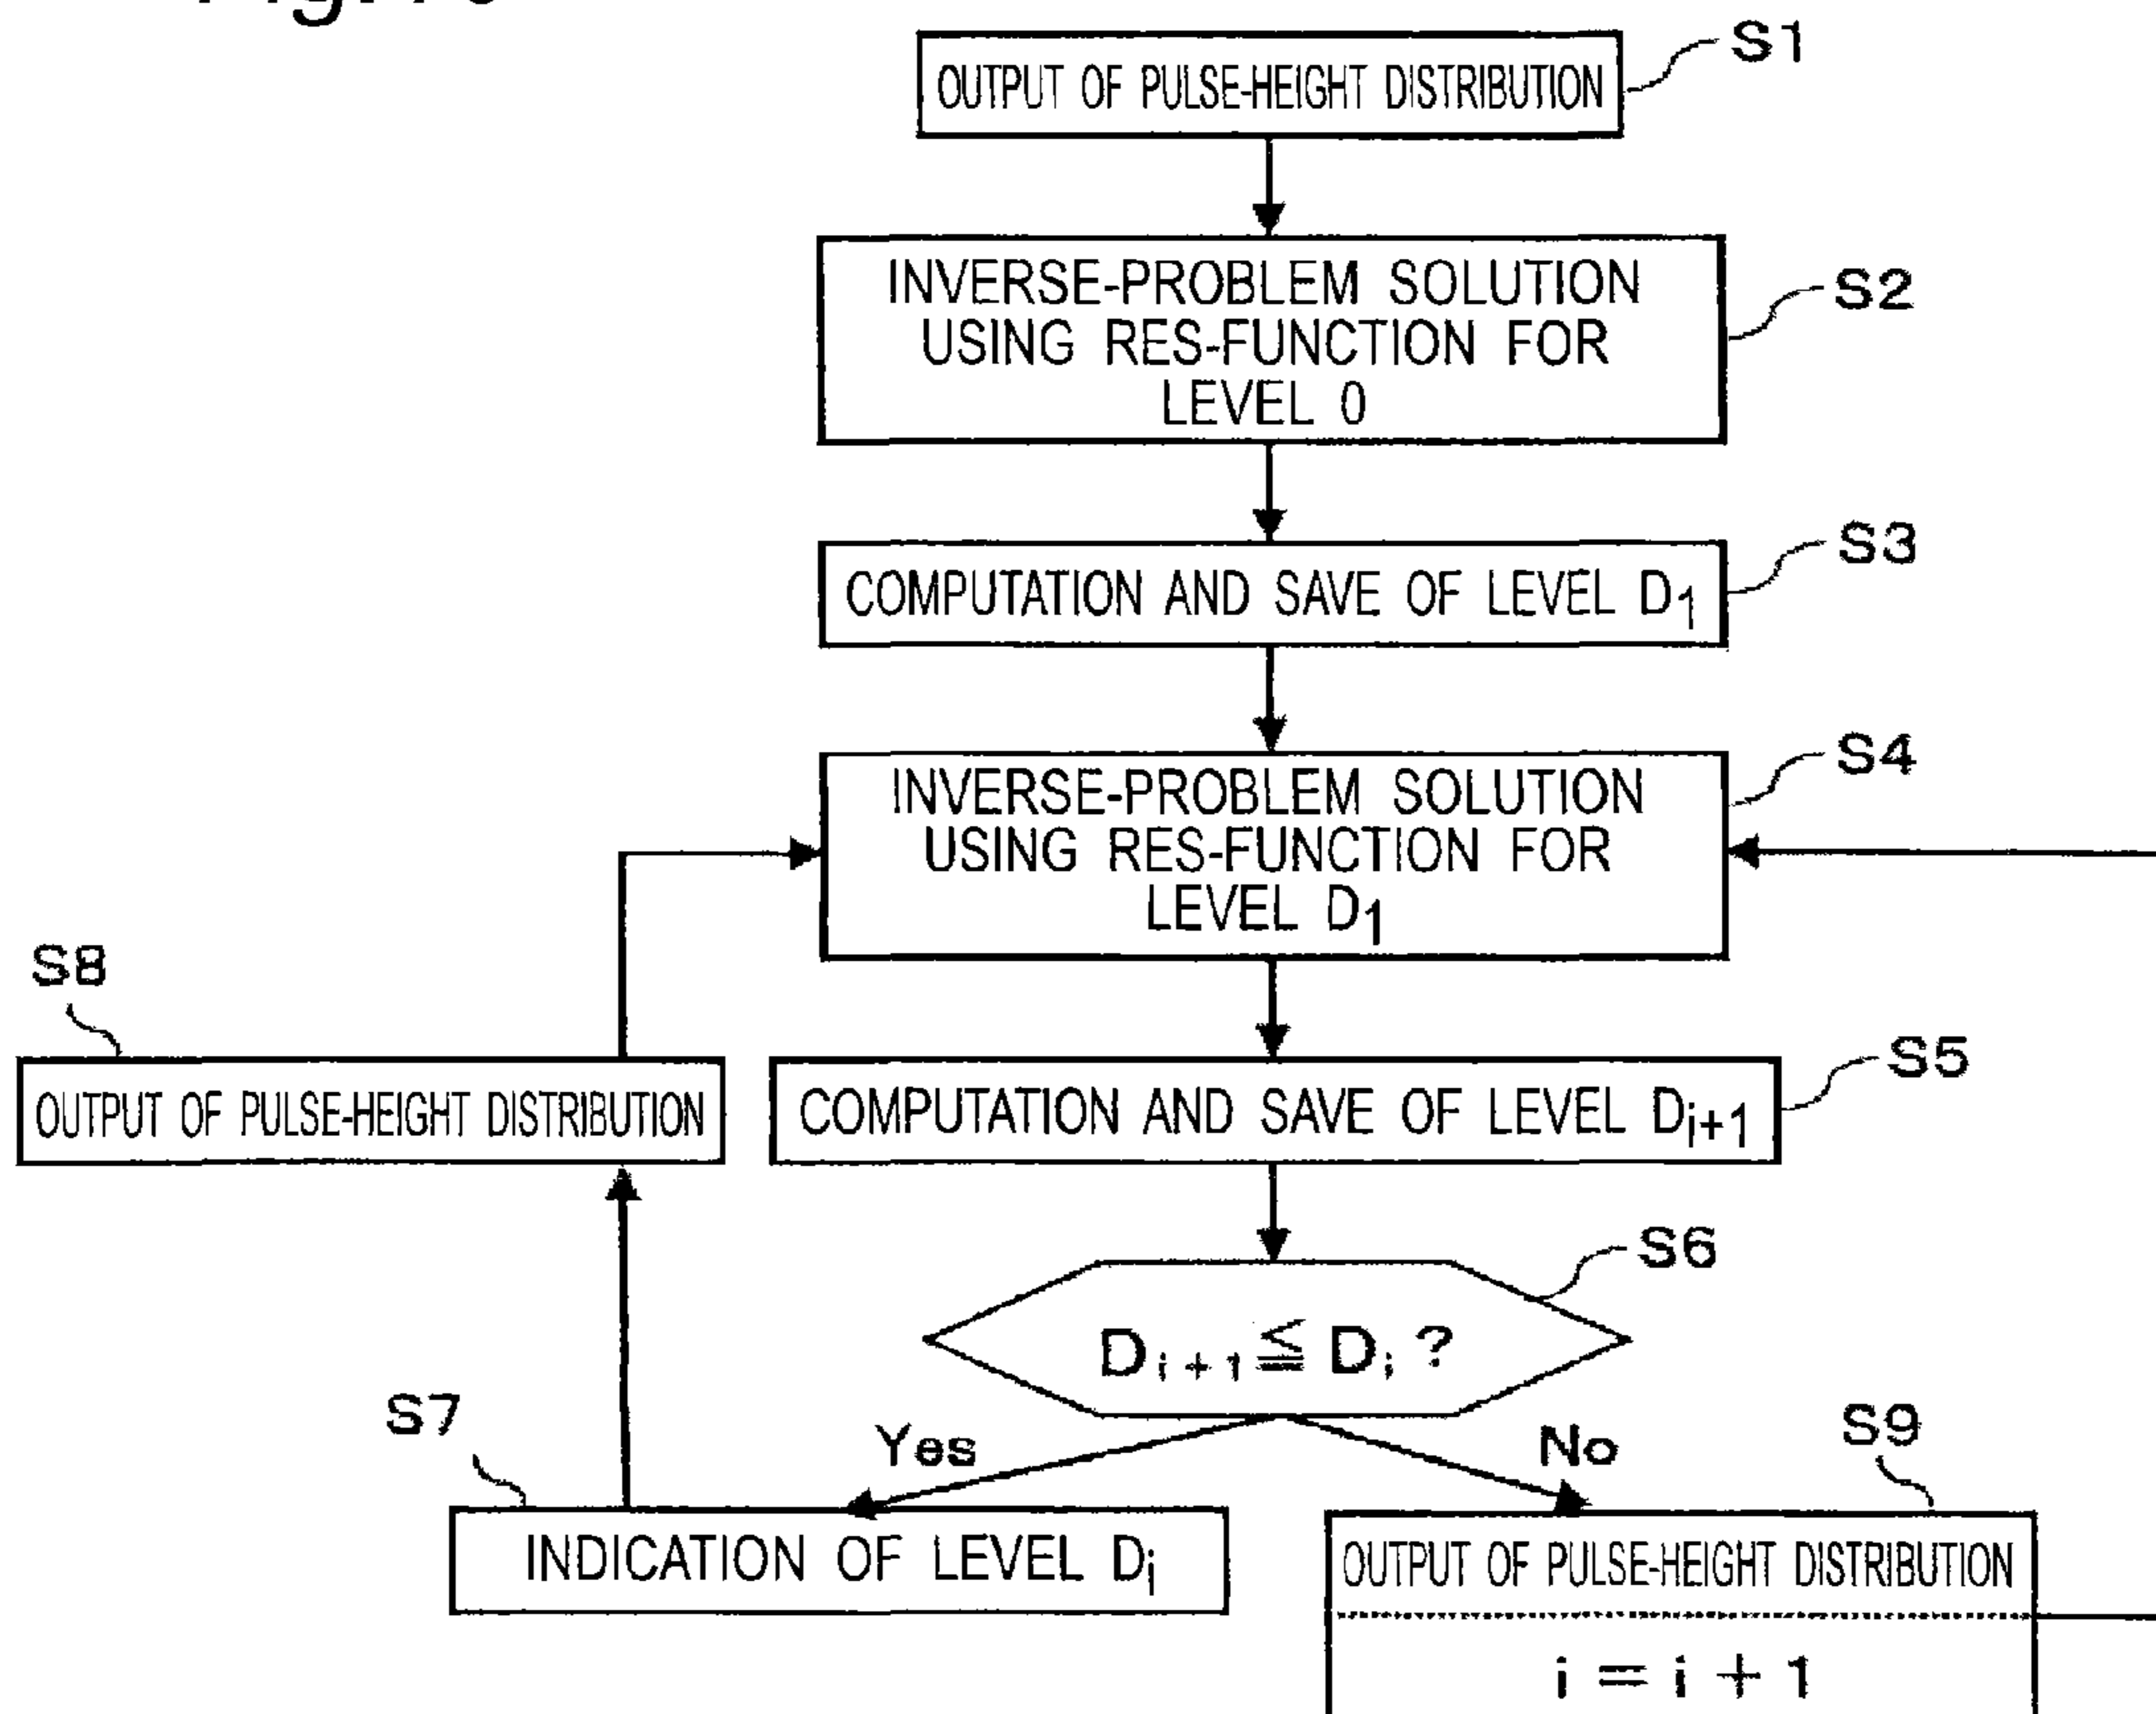 OUTPUT OF PULSE-HEIGHT DISTRIBUTION
S1
INVERSE-PROBLEM SOLUTION
USING RES-FUNCTION FOR
LEVEL 0
S2
COMPUTATION AND SAVE OF LEVEL D1
S3
INVERSE-PROBLEM SOLUTION
USING RES-FUNCTION FOR
LEVEL D1
S4
S8
OUTPUT OF PULSE-HEIGHT DISTRIBUTION
COMPUTATION AND SAVE OF LEVEL Di+1
S5
Di+1 ≦ Di ?
S6
Yes
No
S7
INDICATION OF LEVEL Di
S9
OUTPUT OF PULSE-HEIGHT DISTRIBUTION
i = i + 1